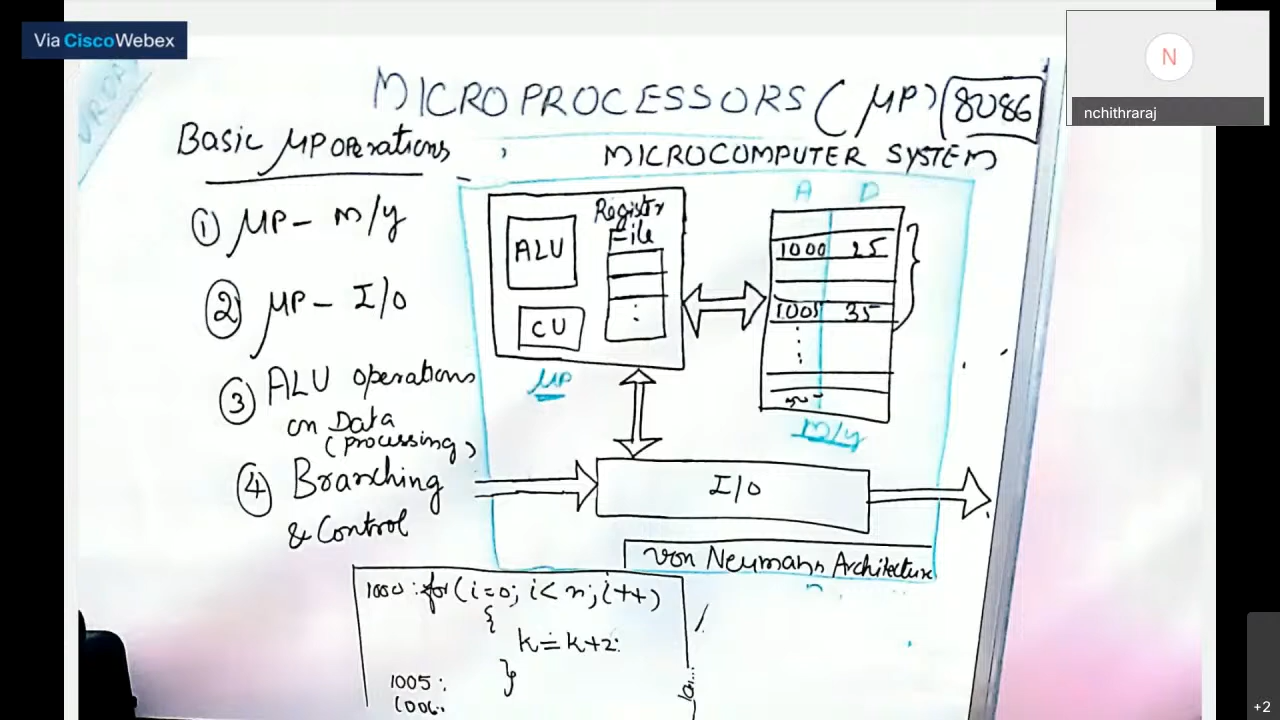 Via Cisco Webex
N
nchithraraj
MICROPROCESSORS (μP) 8086
Basic μP operations
① μP - m/y
② μP - I/O
③ ALU operations
on Data
(processing)
④ Branching
& Control
MICROCOMPUTER SYSTEM
ALU
Register
File
CU
μP
A D
1000 25
1005 35
m/y
I/O
Von Neumann Architecture
1000: for(i=0; i<n; i++)
{
k=k+2;
}
1005:
1006:
+2